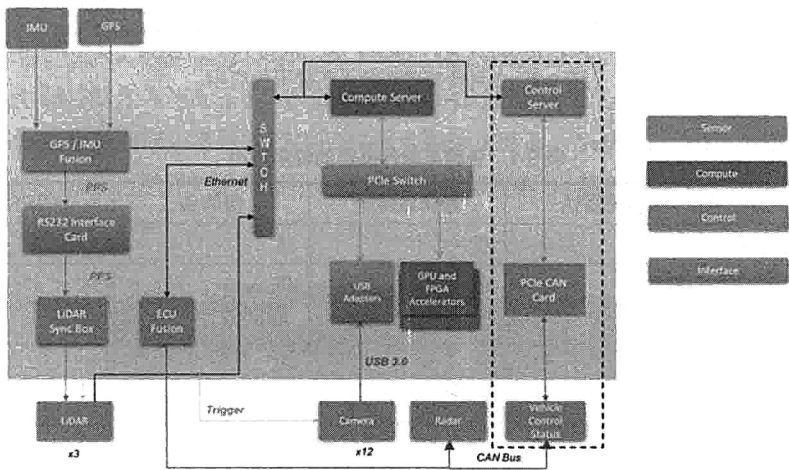 IMU
GPS
GPS / IMU
Fusion
PPS
RS232 Interface
Card
PPS
LiDAR
Sync Box
LiDAR
x3
ECU
Fusion
Ethernet
SWITCH
Compute Server
PCIe Switch
USB
Adapters
GPU and
FPGA
Accelerators
USB 3.0
Trigger
Camera
x12
Radar
CAN Bus
Control
Server
PCIe CAN
Card
Vehicle
Control
Status
Sensor
Compute
Control
Interface